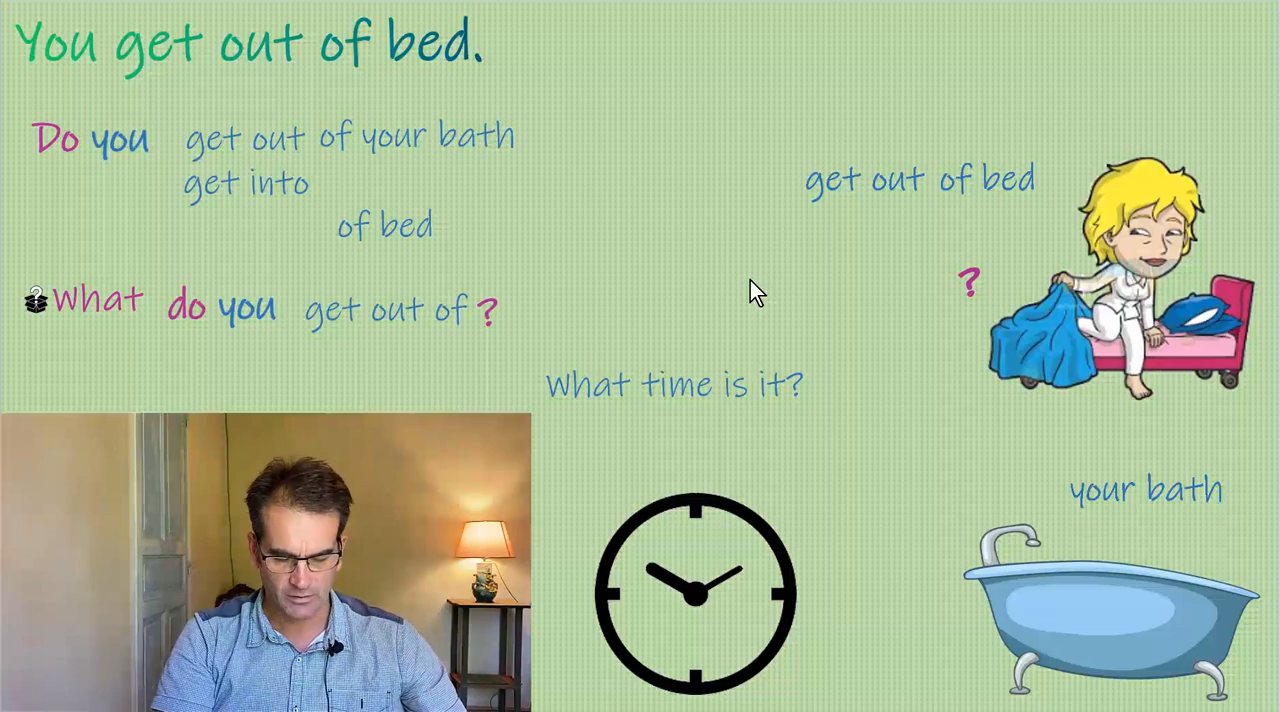 You get out of bed.
Do you get out of your bath
get into
of bed
What do you get out of ?
get out of bed
?
What time is it?
your bath